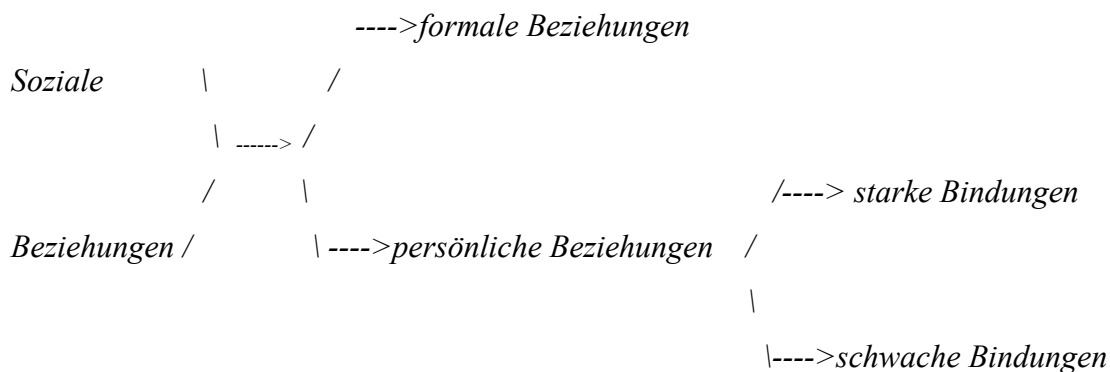 ---->formale Beziehungen
Soziale \ /
\ ------> /
/ \ /----> starke Bindungen
Beziehungen / \ ---->persönliche Beziehungen /
\
\---->schwache Bindungen